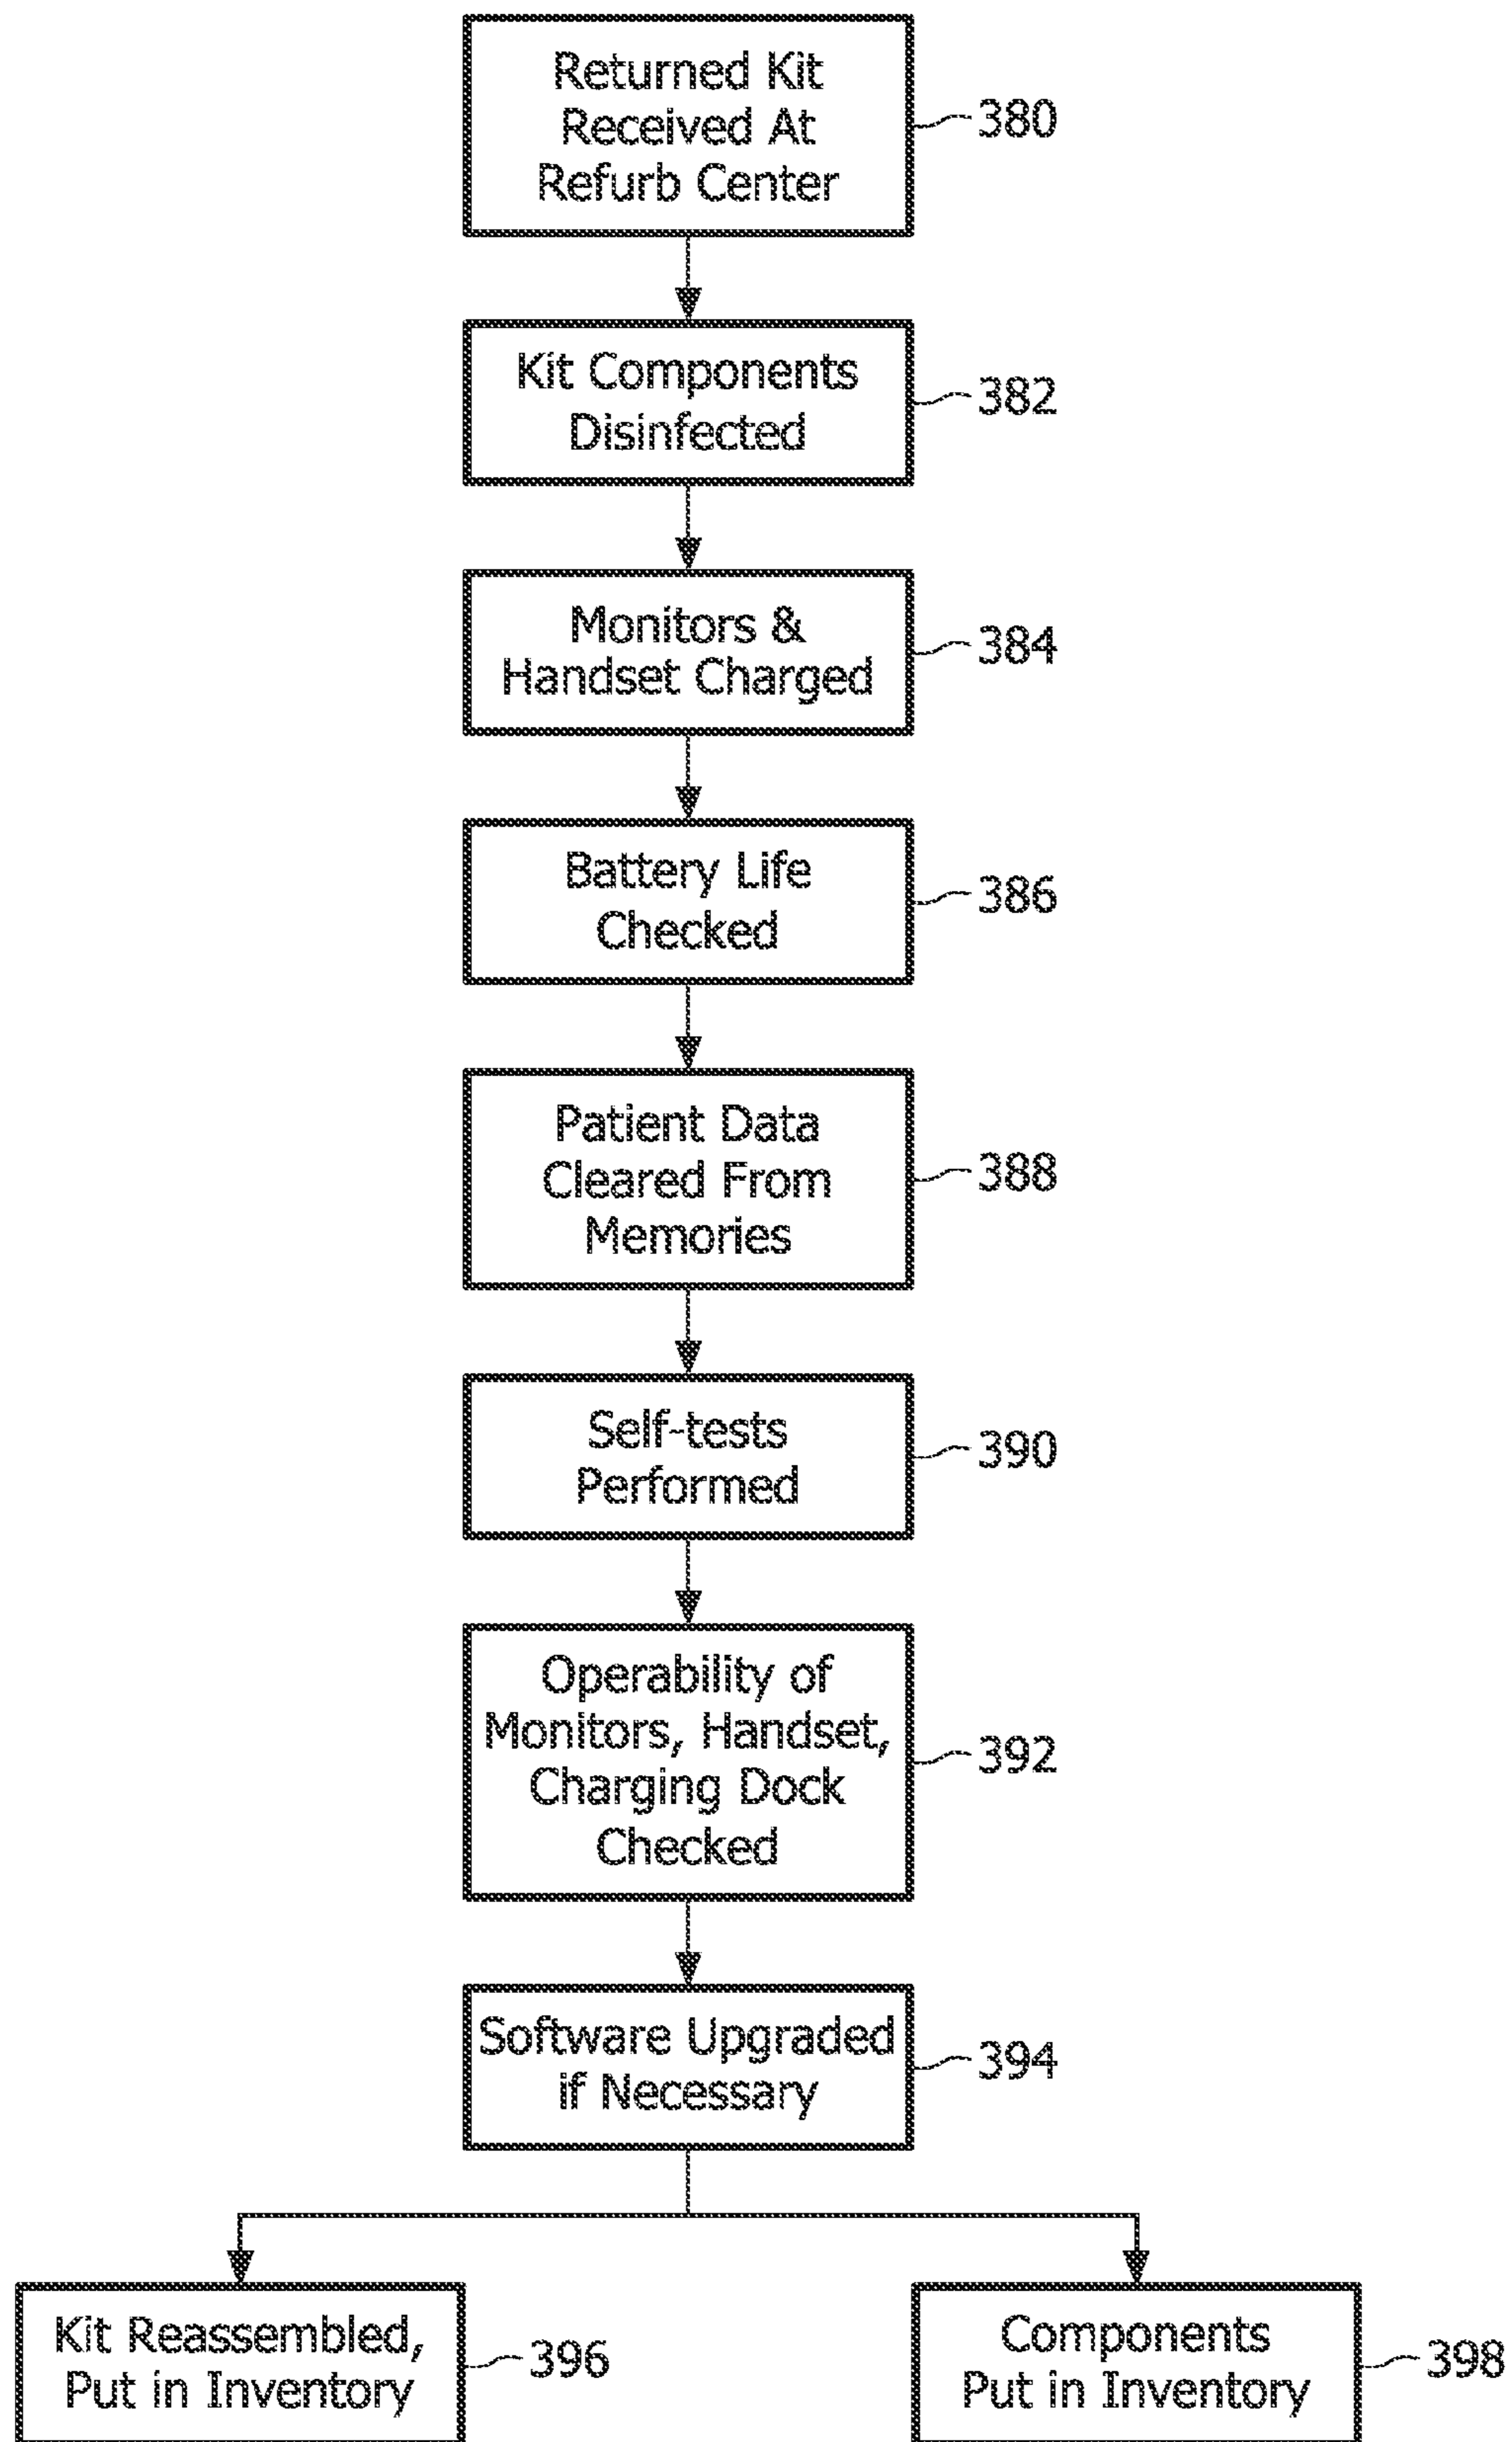 Returned Kit
Received At
Refurb Center
380
Kit Components
Disinfected
382
Monitors &
Handset Charged
384
Battery Life
Checked
386
Patient Data
Cleared From
Memories
388
Self-tests
Performed
390
Operability of
Monitors, Handset,
Charging Dock
Checked
392
Software Upgraded
if Necessary
394
Kit Reassembled,
Put in Inventory
396
Components
Put in Inventory
398